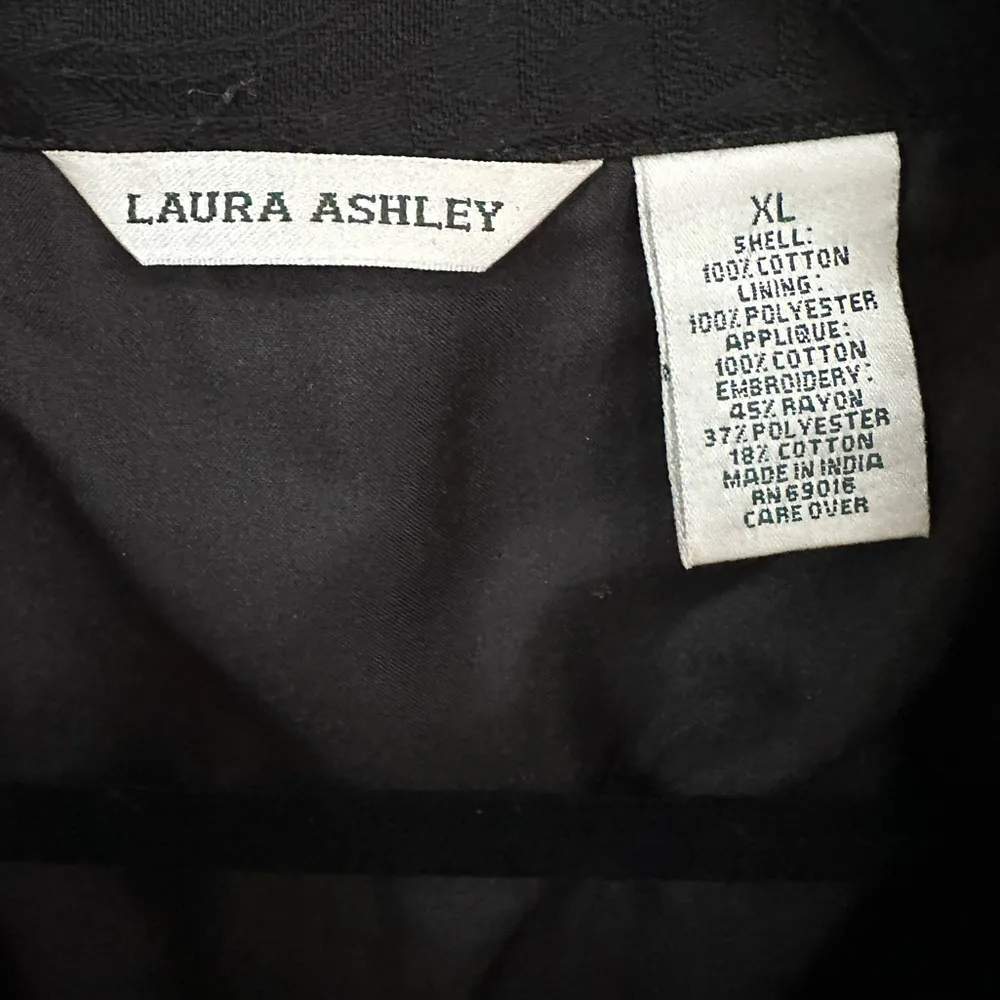 LAURA ASHLEY
XL
SHELL:
100% COTTON
LINING:
100% POLYESTER
APPLIQUE:
100% COTTON
EMBROIDERY:
45% RAYON
37% POLYESTER
18% COTTON
MADE IN INDIA
RN 69016
CARE OVER